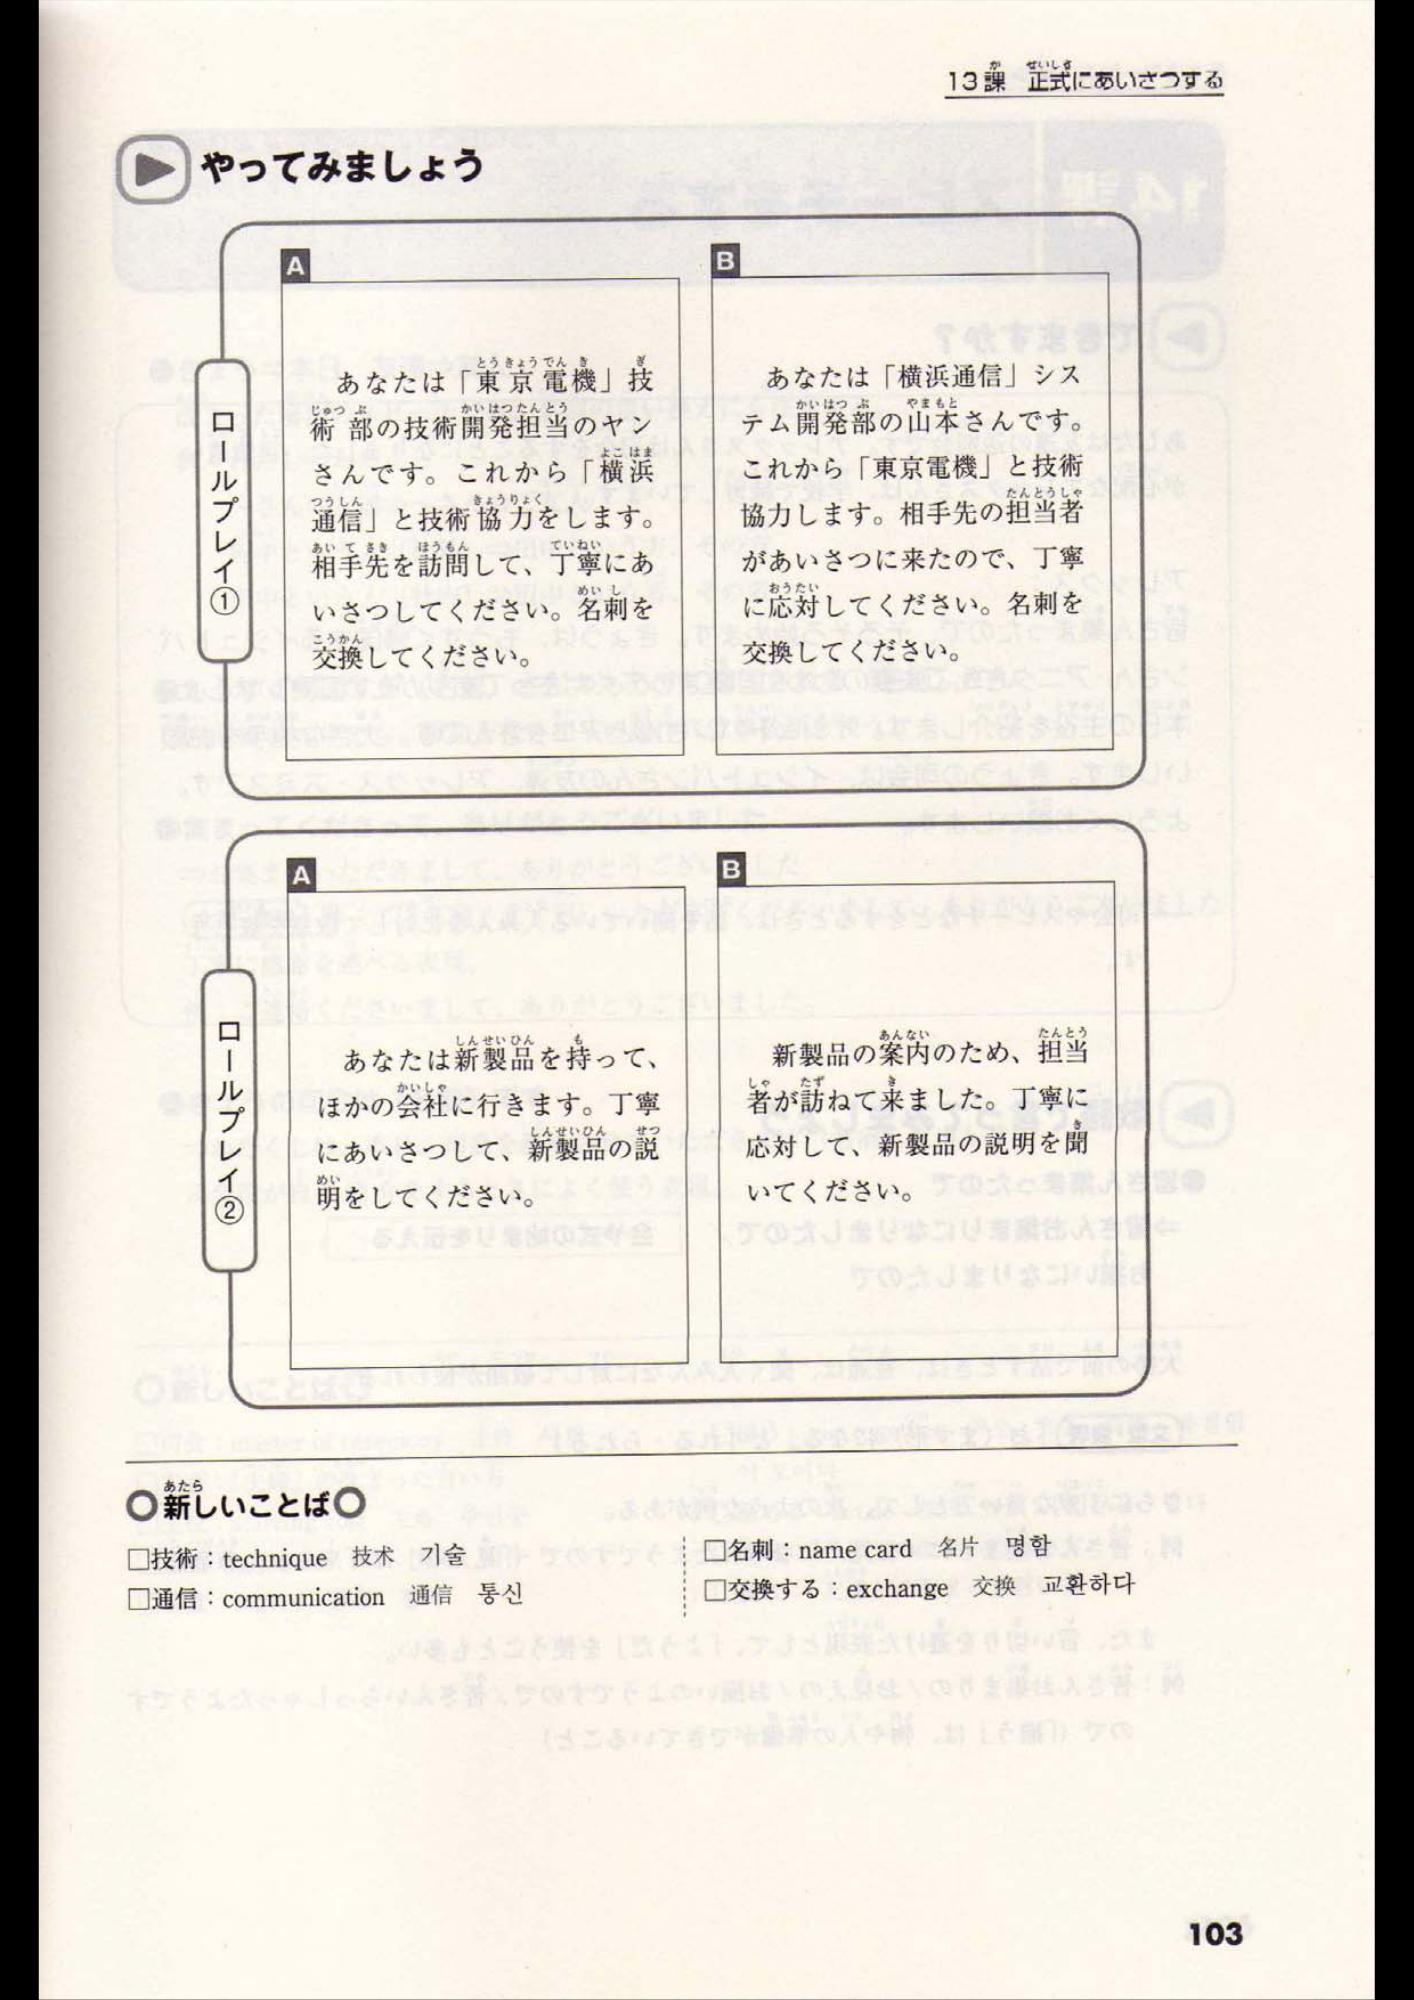 13課　正式にあいさつする
やってみましょう
ロールプレイ①
A
あなたは「東京電機」技
術部の技術開発担当のヤン
さんです。これから「横浜
通信」と技術協力をします。
相手先を訪問して、丁寧にあ
いさつしてください。名刺を
交換してください。
B
あなたは「横浜通信」シス
テム開発部の山本さんです。
これから「東京電機」と技術
協力します。相手先の担当者
があいさつに来たので、丁寧
に応対してください。名刺を
交換してください。
ロールプレイ②
A
あなたは新製品を持って、
ほかの会社に行きます。丁寧
にあいさつして、新製品の説
明をしてください。
B
新製品の案内のため、担当
者が訪ねて来ました。丁寧に
応対して、新製品の説明を聞
いてください。
○新しいことば○
□技術：technique　技术　기술
□通信：communication　通信　통신
□名刺：name card　名片　명함
□交換する：exchange　交换　교환하다
103